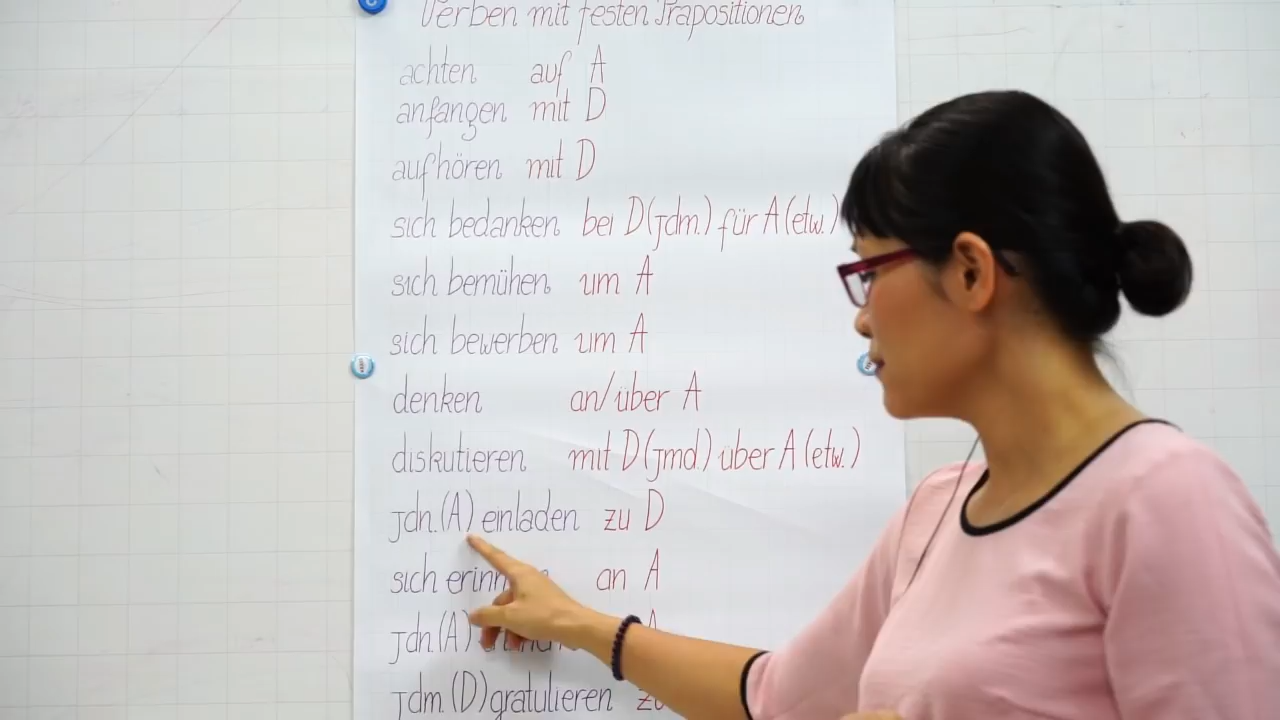 Verben mit festen Präpositionen
achten auf A
anfangen mit D
aufhören mit D
sich bedanken bei D (jdm.) für A (etw.)
sich bemühen um A
sich bewerben um A
denken an/über A
diskutieren mit D (jmd.) über A (etw.)
jdn. (A) einladen zu D
sich an A
jdn. (A) A
jdm (D) gratulieren zu